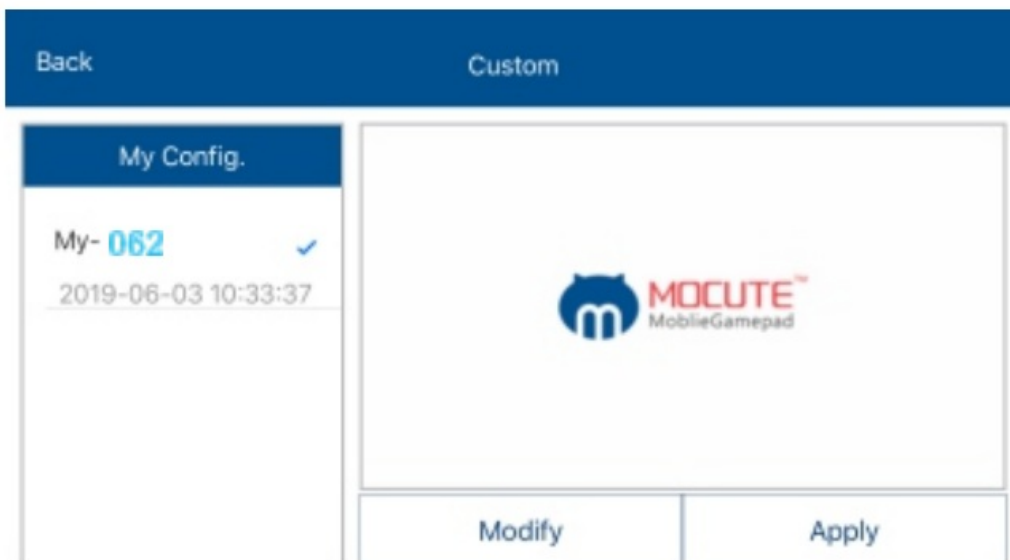 Back
Custom
My Config.
My- 062
2019-06-03 10:33:37
MOCUTE™
MoblieGamepad
Modify
Apply